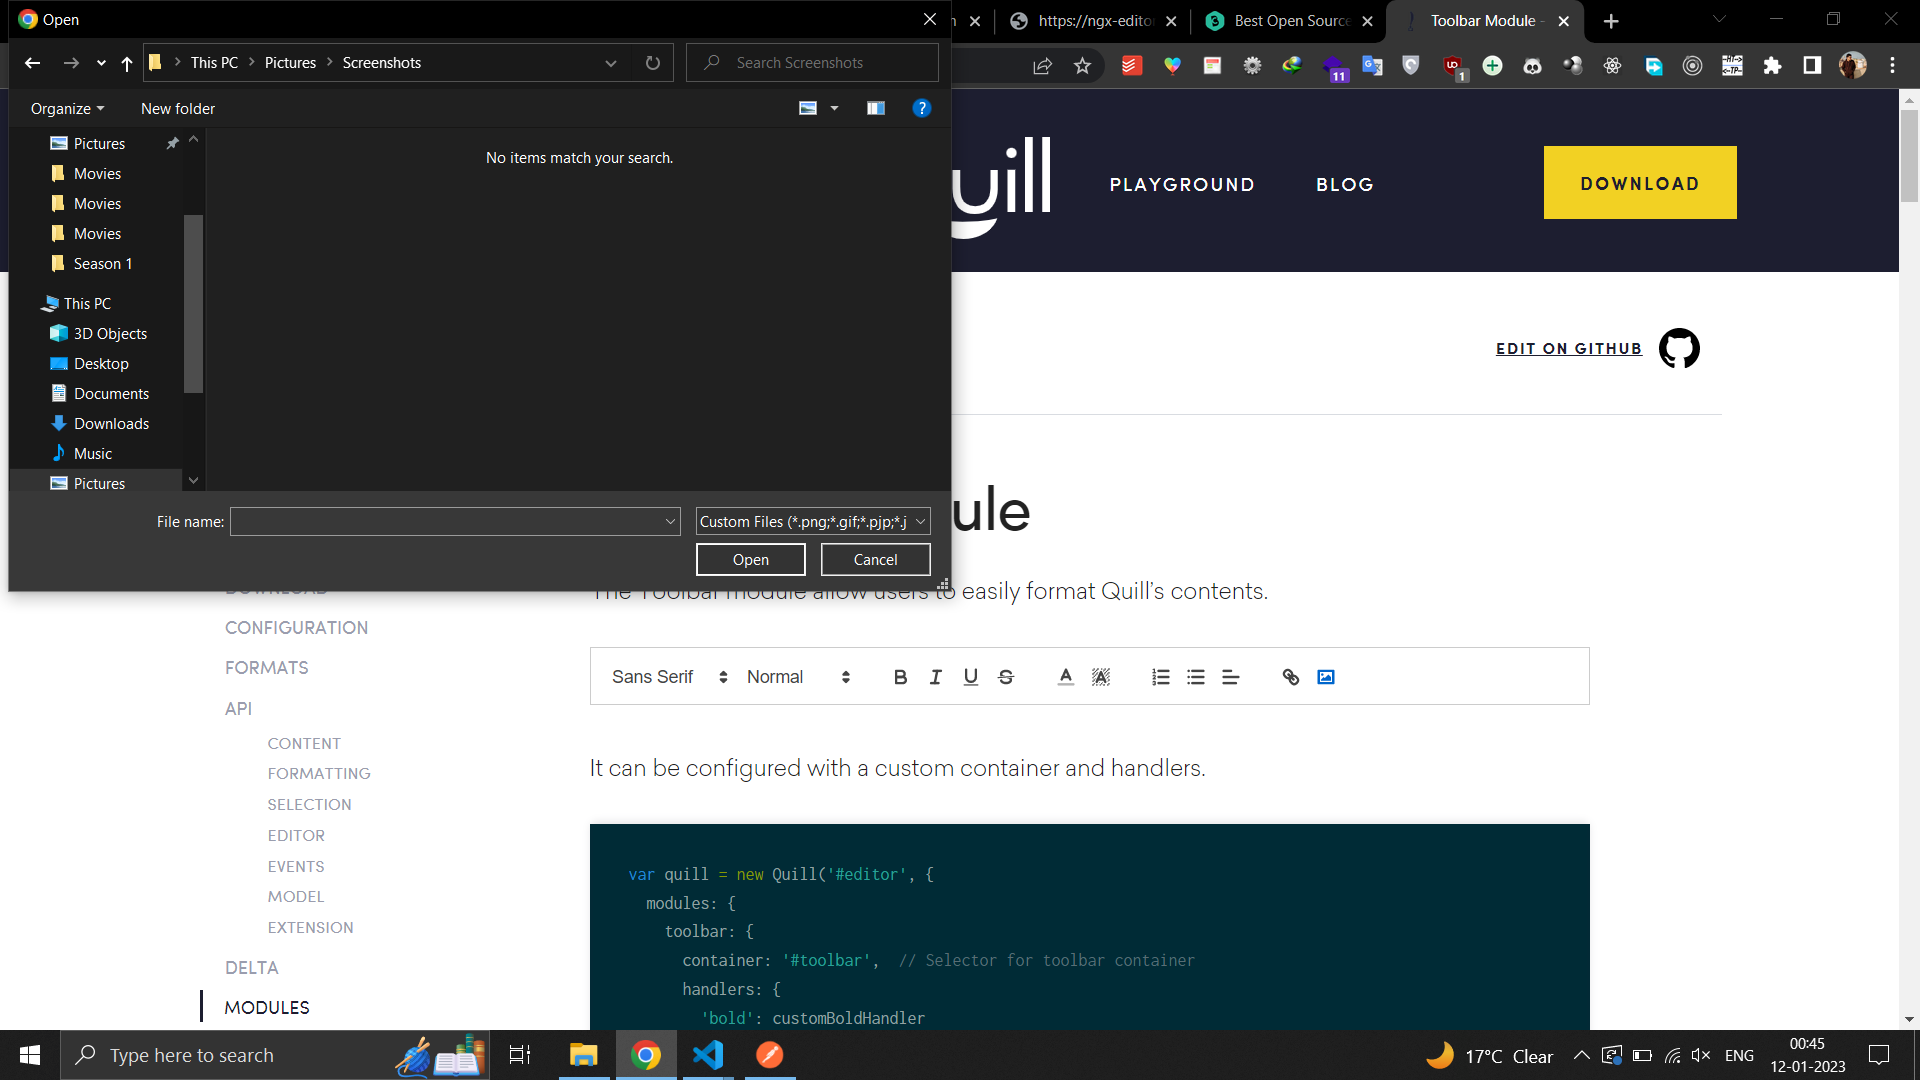 Open
This PC
Pictures
Screenshots
Search Screenshots
Organize
New folder
Pictures
Movies
Movies
Movies
Season 1
This PC
3D Objects
Desktop
Documents
Downloads
Music
Pictures
No items match your search.
File name:
Custom Files (*.png;*.gif;*.pjp;*.j
Open
Cancel
https://ngx-edito
Best Open Source
Toolbar Module -
11
1
uill
PLAYGROUND
BLOG
DOWNLOAD
EDIT ON GITHUB
ule
The Toolbar module allow users to easily format Quill’s contents.
Sans Serif
Normal
It can be configured with a custom container and handlers.
var quill = new Quill('#editor', {
modules: {
toolbar: {
container: '#toolbar',  // Selector for toolbar container
handlers: {
'bold': customBoldHandler
DOWNLOAD
CONFIGURATION
FORMATS
API
CONTENT
FORMATTING
SELECTION
EDITOR
EVENTS
MODEL
EXTENSION
DELTA
MODULES
Type here to search
17°C Clear
ENG
00:45
12-01-2023